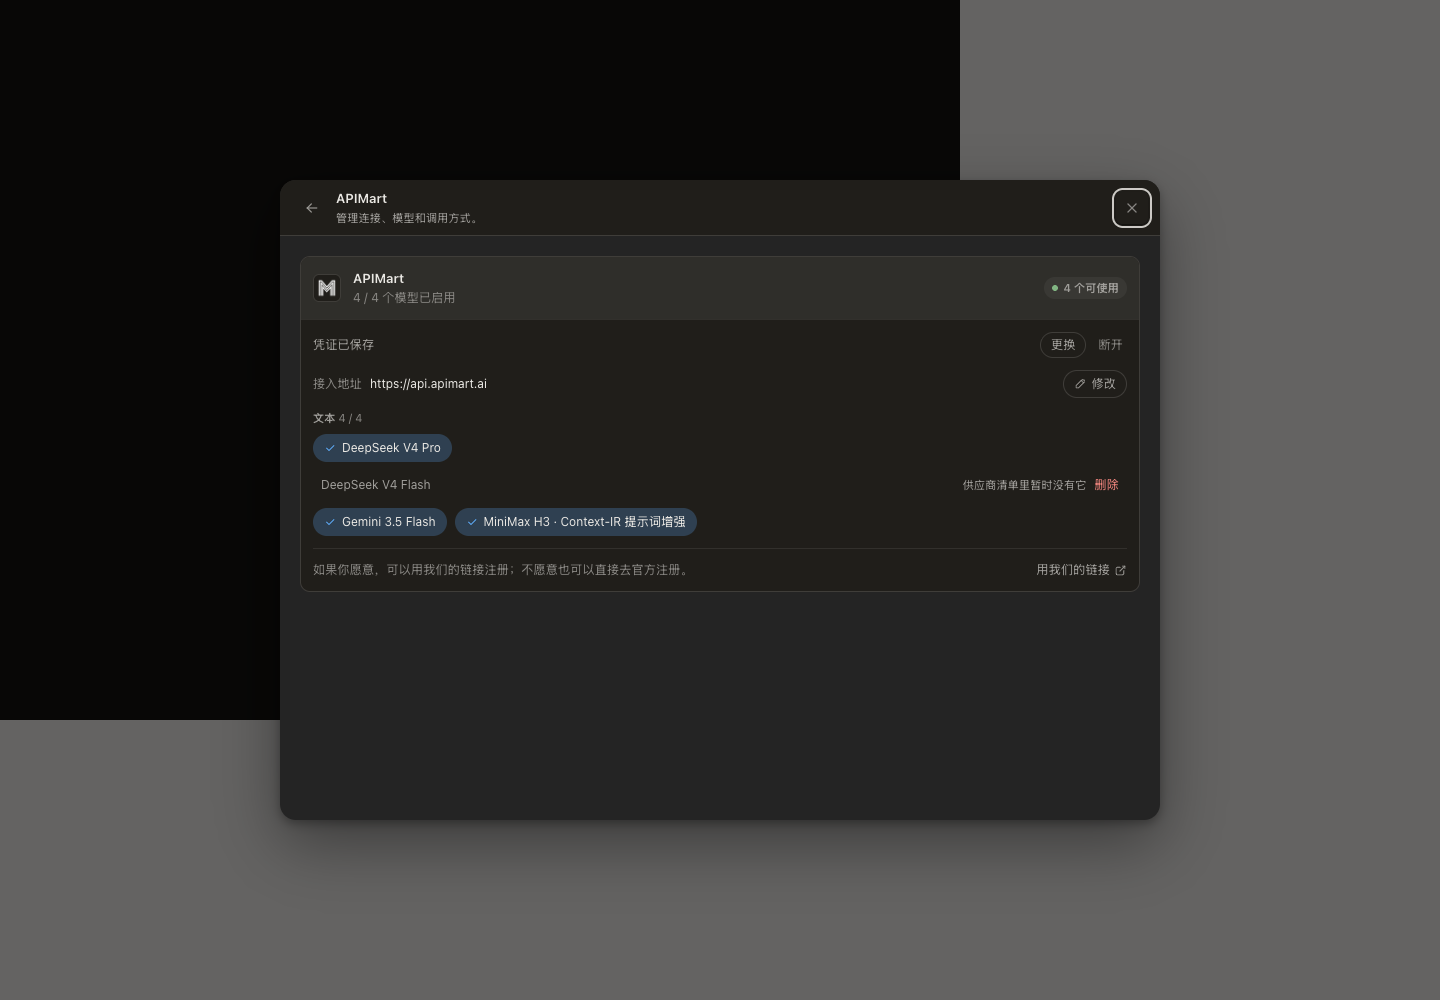 APIMart
管理连接、模型和调用方式。
APIMart
4 / 4 个模型已启用
4 个可使用
凭证已保存
更换
断开
接入地址 https://api.apimart.ai
修改
文本 4 / 4
DeepSeek V4 Pro
DeepSeek V4 Flash
供应商清单里暂时没有它 删除
Gemini 3.5 Flash
MiniMax H3 · Context-IR 提示词增强
如果你愿意，可以用我们的链接注册；不愿意也可以直接去官方注册。
用我们的链接